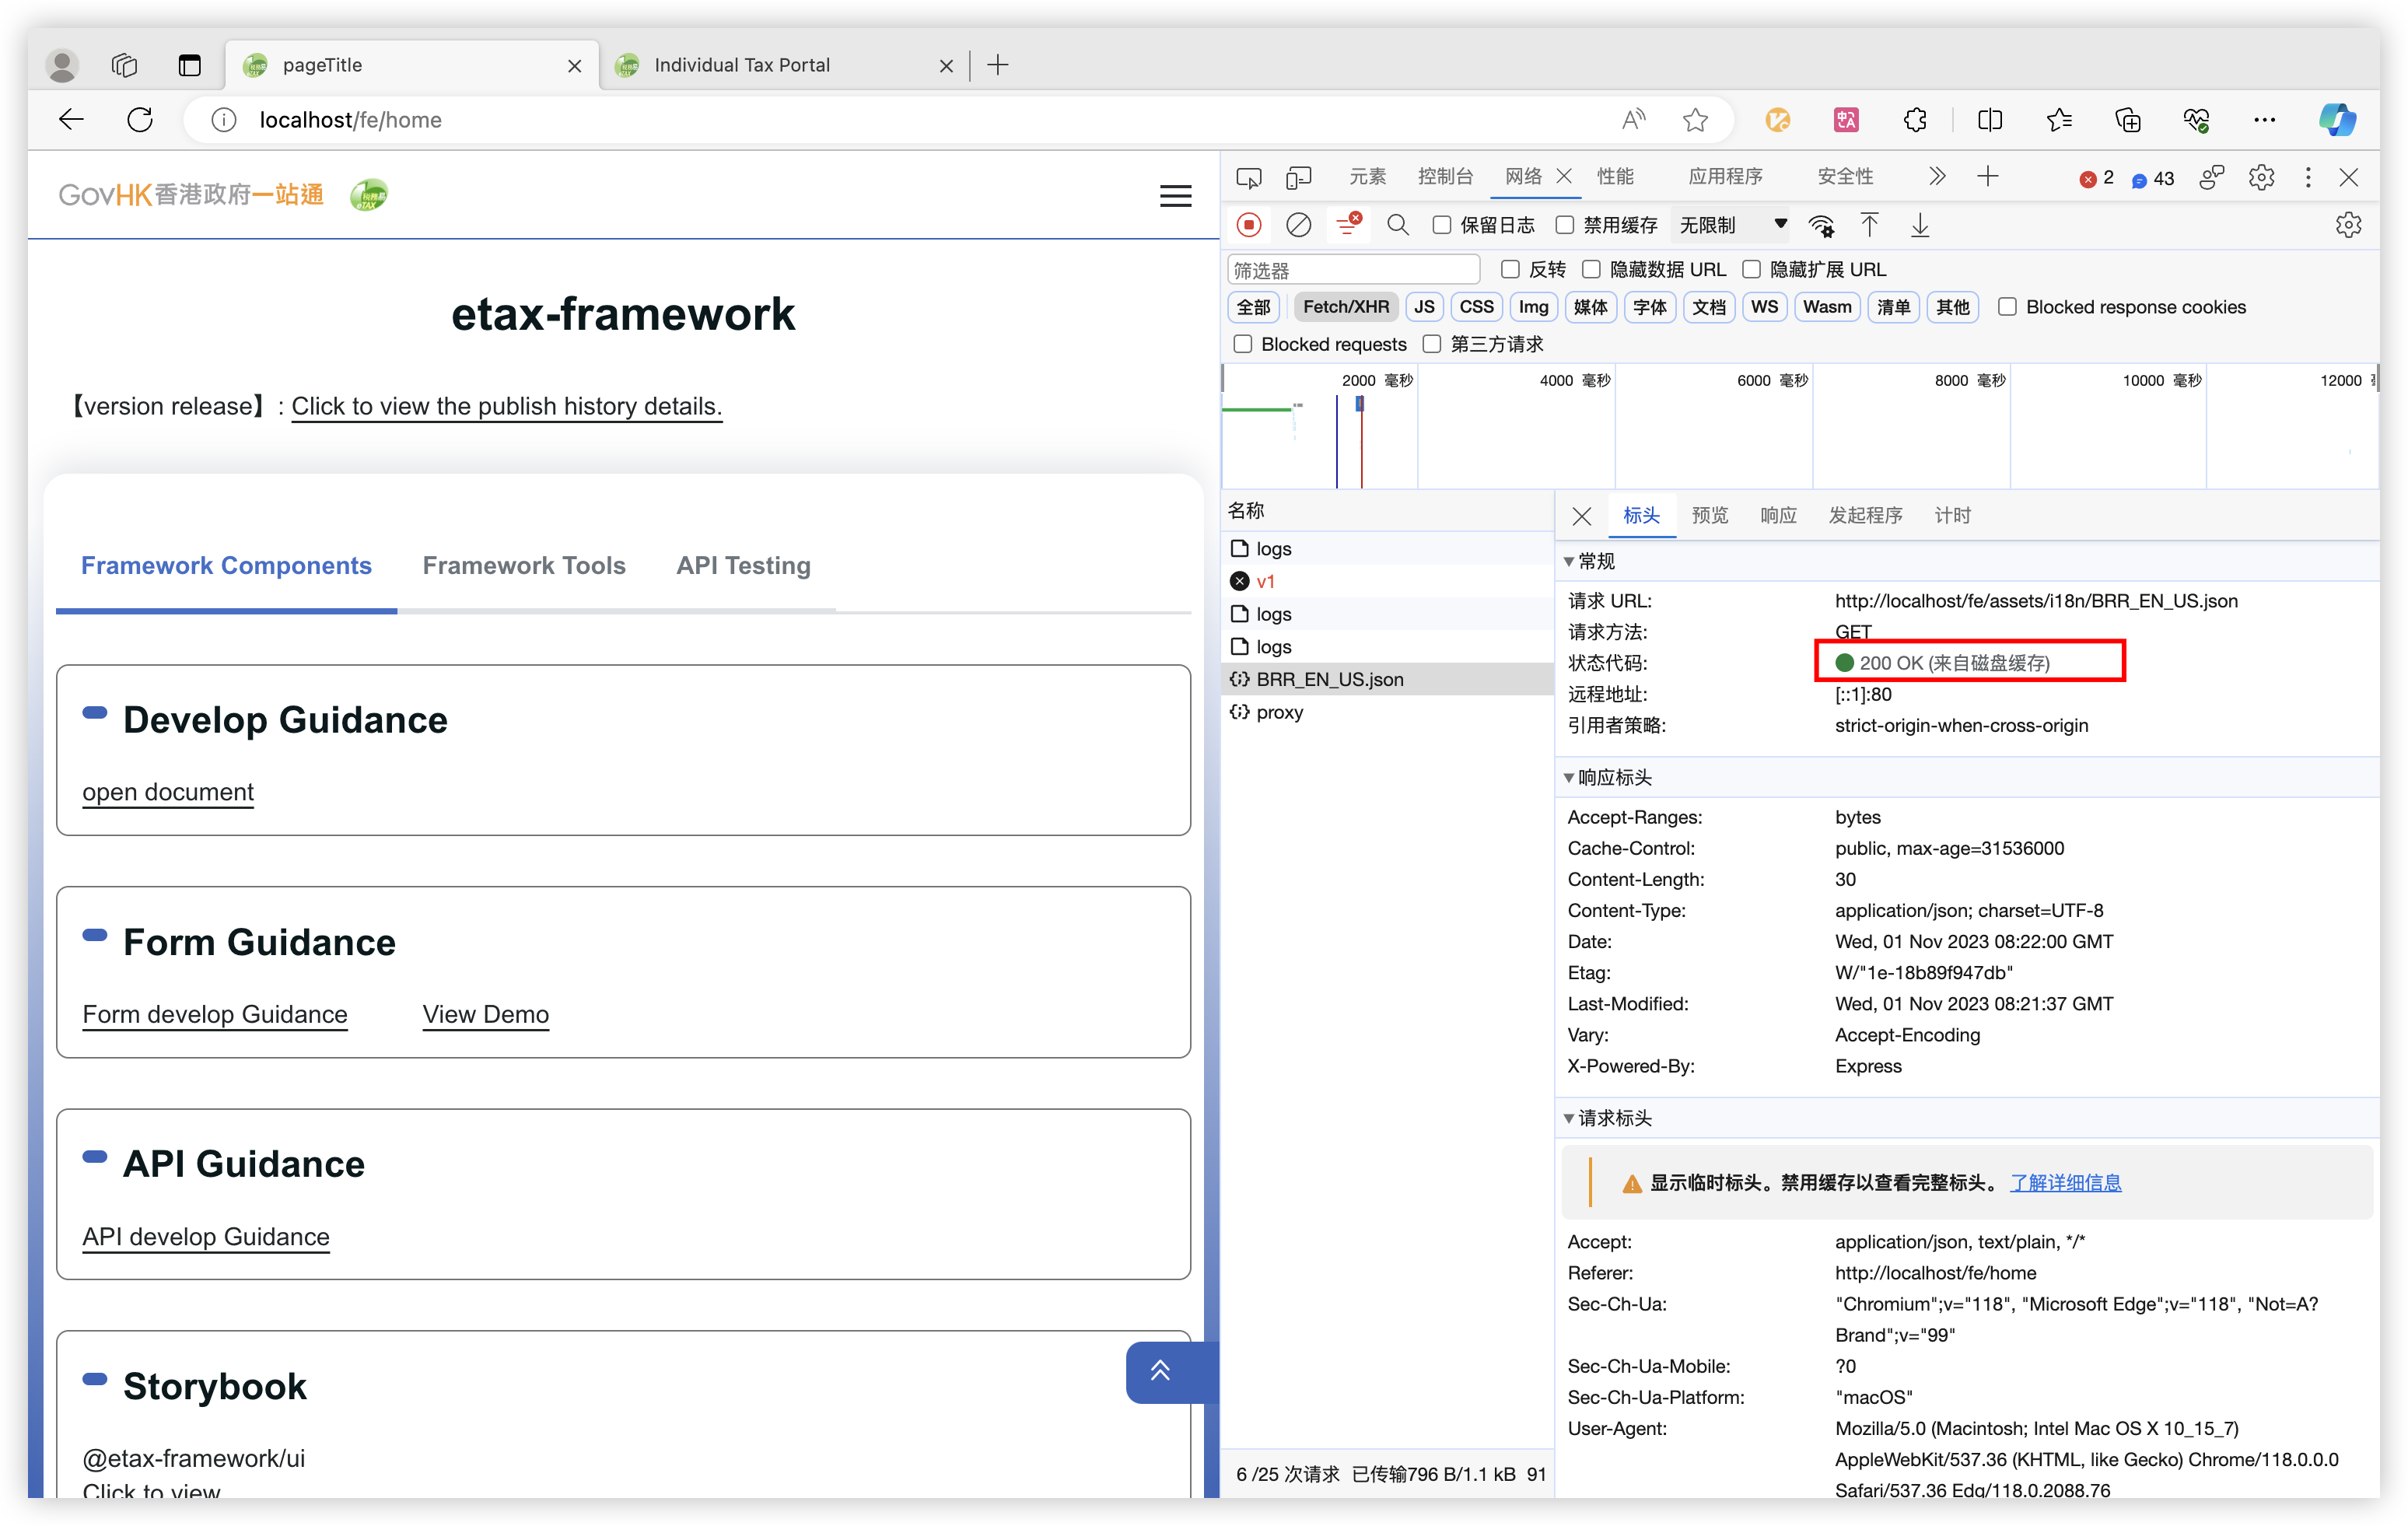 pageTitle
Individual Tax Portal
localhost/fe/home
GovHK香港政府一站通
税務易
eTAX
etax-framework
【version release】: Click to view the publish history details.
Framework Components
Framework Tools
API Testing
Develop Guidance
open document
Form Guidance
Form develop Guidance
View Demo
API Guidance
API develop Guidance
Storybook
@etax-framework/ui
Click to view
元素
控制台
网络
性能
应用程序
安全性
2
43
保留日志
禁用缓存
无限制
筛选器
反转
隐藏数据 URL
隐藏扩展 URL
全部
Fetch/XHR
JS
CSS
Img
媒体
字体
文档
WS
Wasm
清单
其他
Blocked response cookies
Blocked requests
第三方请求
2000 毫秒
4000 毫秒
6000 毫秒
8000 毫秒
10000 毫秒
12000
名称
logs
v1
logs
logs
BRR_EN_US.json
proxy
6 /25 次请求 已传输796 B/1.1 kB 91
标头
预览
响应
发起程序
计时
常规
请求 URL: http://localhost/fe/assets/i18n/BRR_EN_US.json
请求方法: GET
状态代码: 200 OK (来自磁盘缓存)
远程地址: [::1]:80
引用者策略: strict-origin-when-cross-origin
响应标头
Accept-Ranges: bytes
Cache-Control: public, max-age=31536000
Content-Length: 30
Content-Type: application/json; charset=UTF-8
Date: Wed, 01 Nov 2023 08:22:00 GMT
Etag: W/"1e-18b89f947db"
Last-Modified: Wed, 01 Nov 2023 08:21:37 GMT
Vary: Accept-Encoding
X-Powered-By: Express
请求标头
显示临时标头。禁用缓存以查看完整标头。 了解详细信息
Accept: application/json, text/plain, */*
Referer: http://localhost/fe/home
Sec-Ch-Ua: "Chromium";v="118", "Microsoft Edge";v="118", "Not=A?
Brand";v="99"
Sec-Ch-Ua-Mobile: ?0
Sec-Ch-Ua-Platform: "macOS"
User-Agent: Mozilla/5.0 (Macintosh; Intel Mac OS X 10_15_7)
AppleWebKit/537.36 (KHTML, like Gecko) Chrome/118.0.0.0
Safari/537.36 Edg/118.0.2088.76